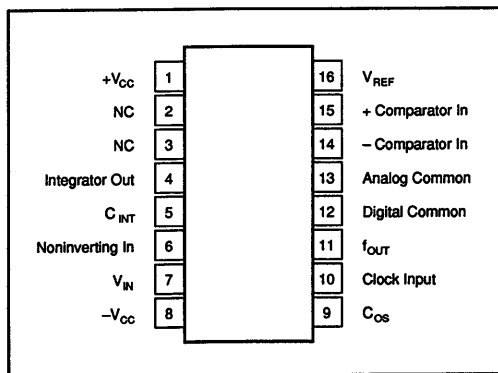 +VCC 1 16 VREF
NC 2 15 + Comparator In
NC 3 14 – Comparator In
Integrator Out 4 13 Analog Common
C INT 5 12 Digital Common
Noninverting In 6 11 fOUT
VIN 7 10 Clock Input
–VCC 8 9 COS